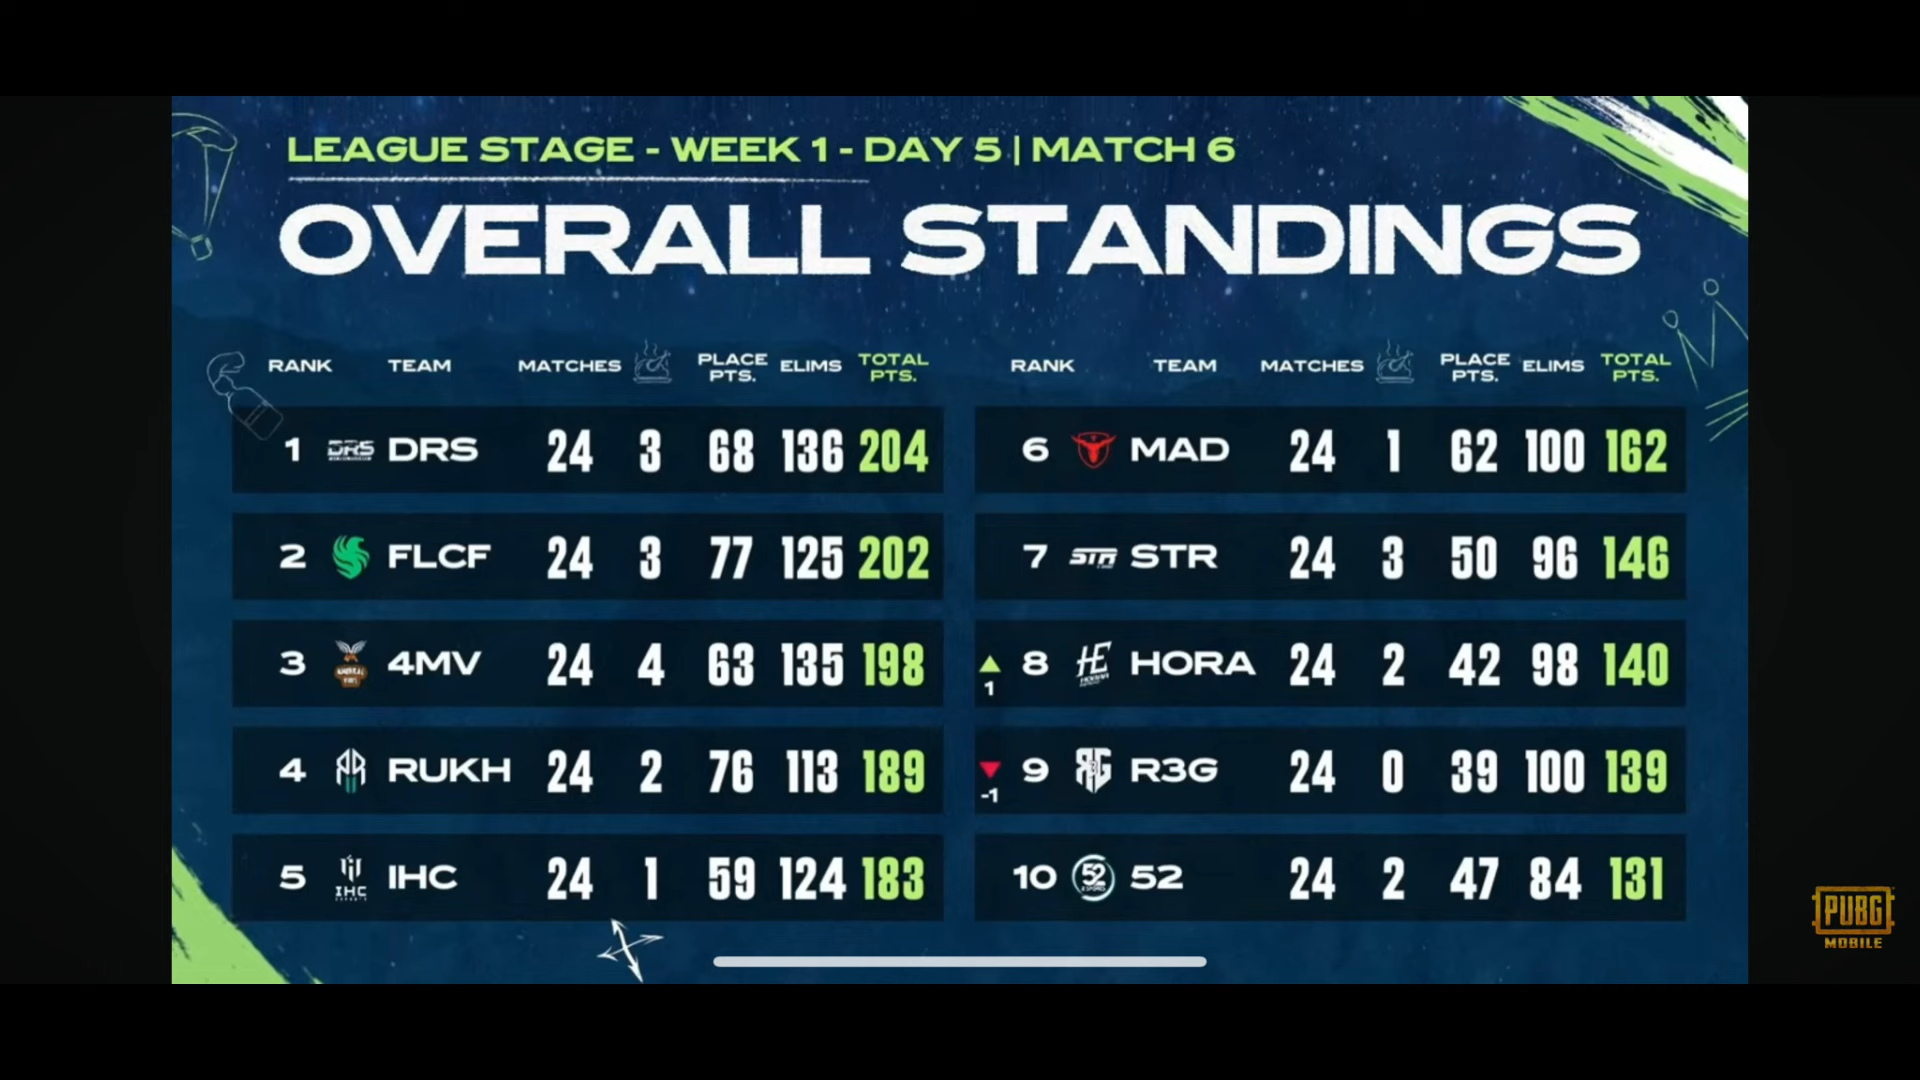 LEAGUE STAGE - WEEK 1 - DAY 5 | MATCH 6
OVERALL STANDINGS
RANK TEAM MATCHES PLACE PTS. ELIMS TOTAL PTS.
1 DRS DRS 24 3 68 136 204
2 FLCF 24 3 77 125 202
3 4MV 24 4 63 135 198
4 RUKH 24 2 76 113 189
5 IHC IHC 24 1 59 124 183
RANK TEAM MATCHES PLACE PTS. ELIMS TOTAL PTS.
6 MAD 24 1 62 100 162
7 STR STR 24 3 50 96 146
1 8 HE HORA 24 2 42 98 140
-1 9 R3G R3G 24 0 39 100 139
10 52 52 24 2 47 84 131
PUBG
MOBILE